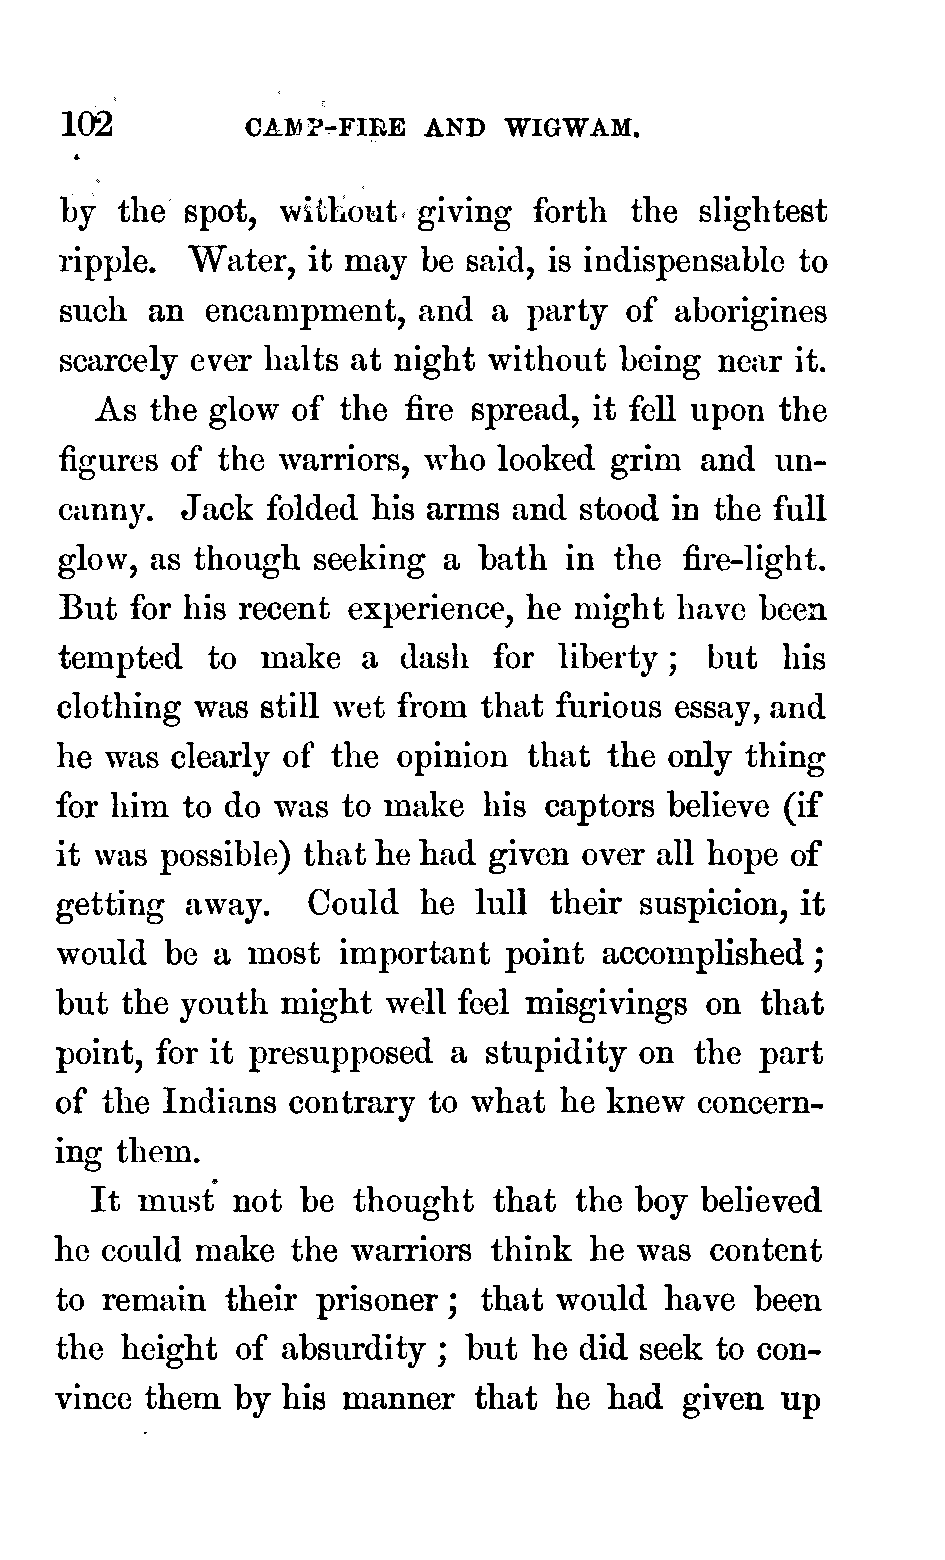 102 CAMP-FIRE AND WIGWAM.
by the spot, without giving forth the slightest
ripple. Water, it may be said, is indispensable to
such an encampment, and a party of aborigines
scarcely ever halts at night without being near it.
As the glow of the fire spread, it fell upon the
figures of the warriors, who looked grim and un-
canny. Jack folded his arms and stood in the full
glow, as though seeking a bath in the fire-light.
But for his recent experience, he might have been
tempted to make a dash for liberty ; but his
clothing was still wet from that furious essay, and
he was clearly of the opinion that the only thing
for him to do was to make his captors believe (if
it was possible) that he had given over all hope of
getting away. Could he lull their suspicion, it
would be a most important point accomplished ;
but the youth might well feel misgivings on that
point, for it presupposed a stupidity on the part
of the Indians contrary to what he knew concern-
ing them.
It must not be thought that the boy believed
he could make the warriors think he was content
to remain their prisoner ; that would have been
the height of absurdity ; but he did seek to con-
vince them by his manner that he had given up